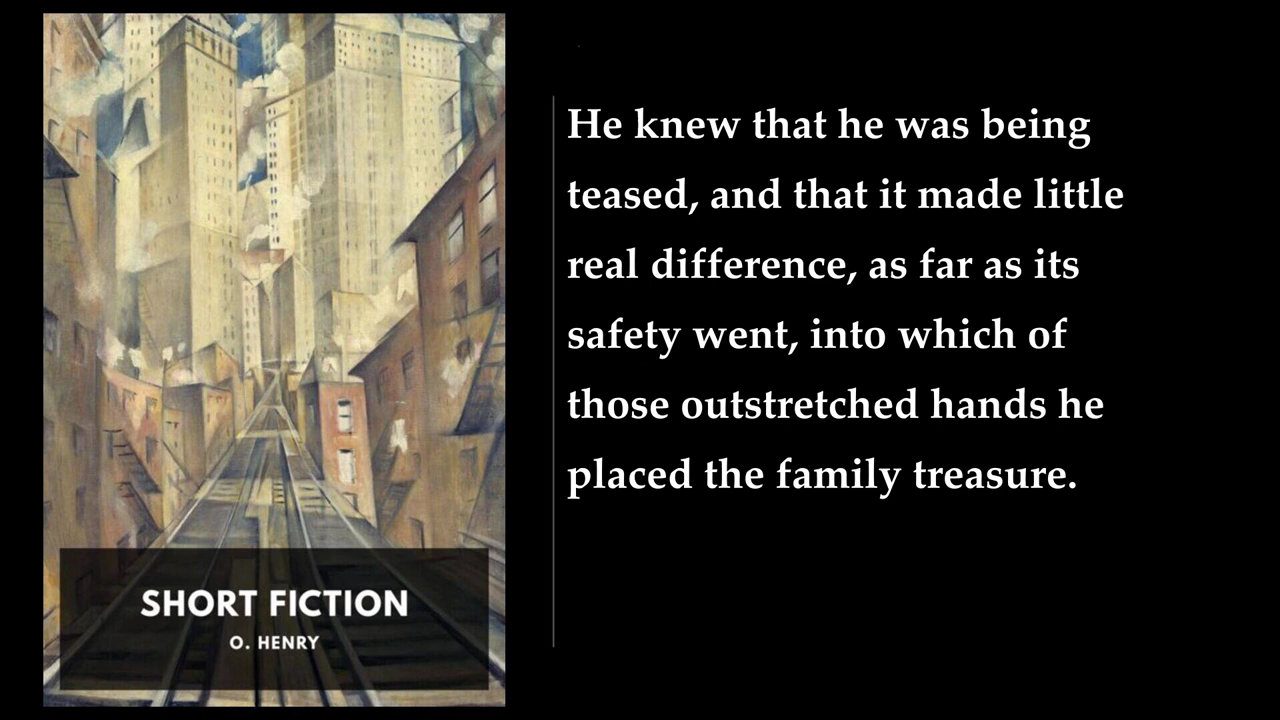 He knew that he was being
teased, and that it made little
real difference, as far as its
safety went, into which of
those outstretched hands he
placed the family treasure.
SHORT FICTION
O. HENRY